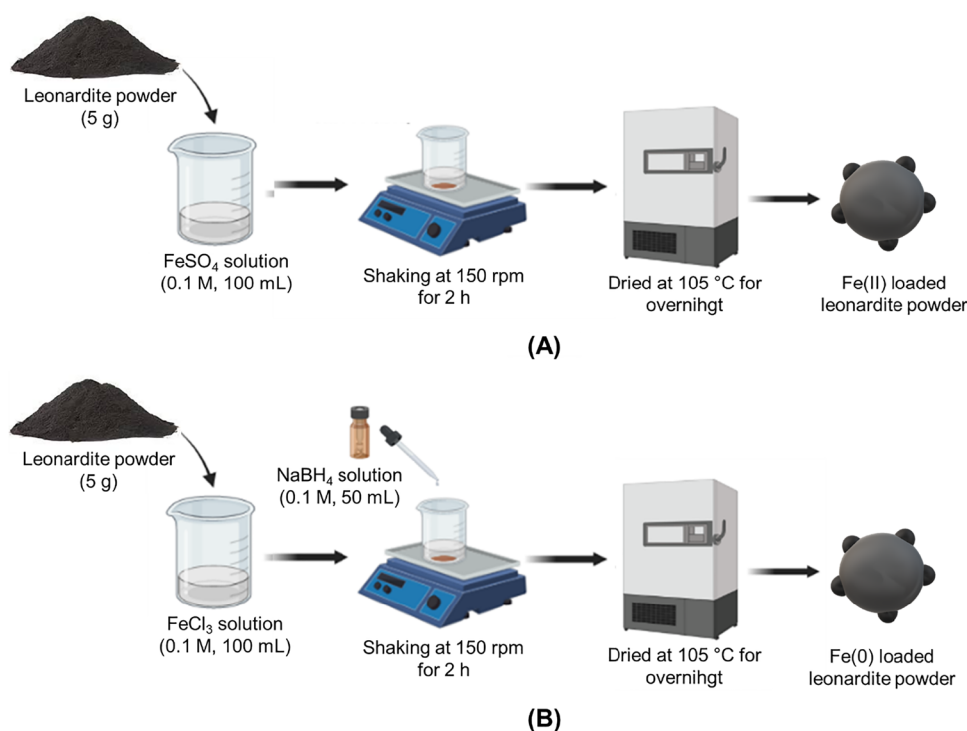 Leonardite powder
(5 g)
FeSO₄ solution
(0.1 M, 100 mL)
Shaking at 150 rpm
for 2 h
Dried at 105 °C for
overnihgt
Fe(II) loaded
leonardite powder
(A)
Leonardite powder
(5 g)
NaBH₄ solution
(0.1 M, 50 mL)
FeCl₃ solution
(0.1 M, 100 mL)
Shaking at 150 rpm
for 2 h
Dried at 105 °C for
overnihgt
Fe(0) loaded
leonardite powder
(B)